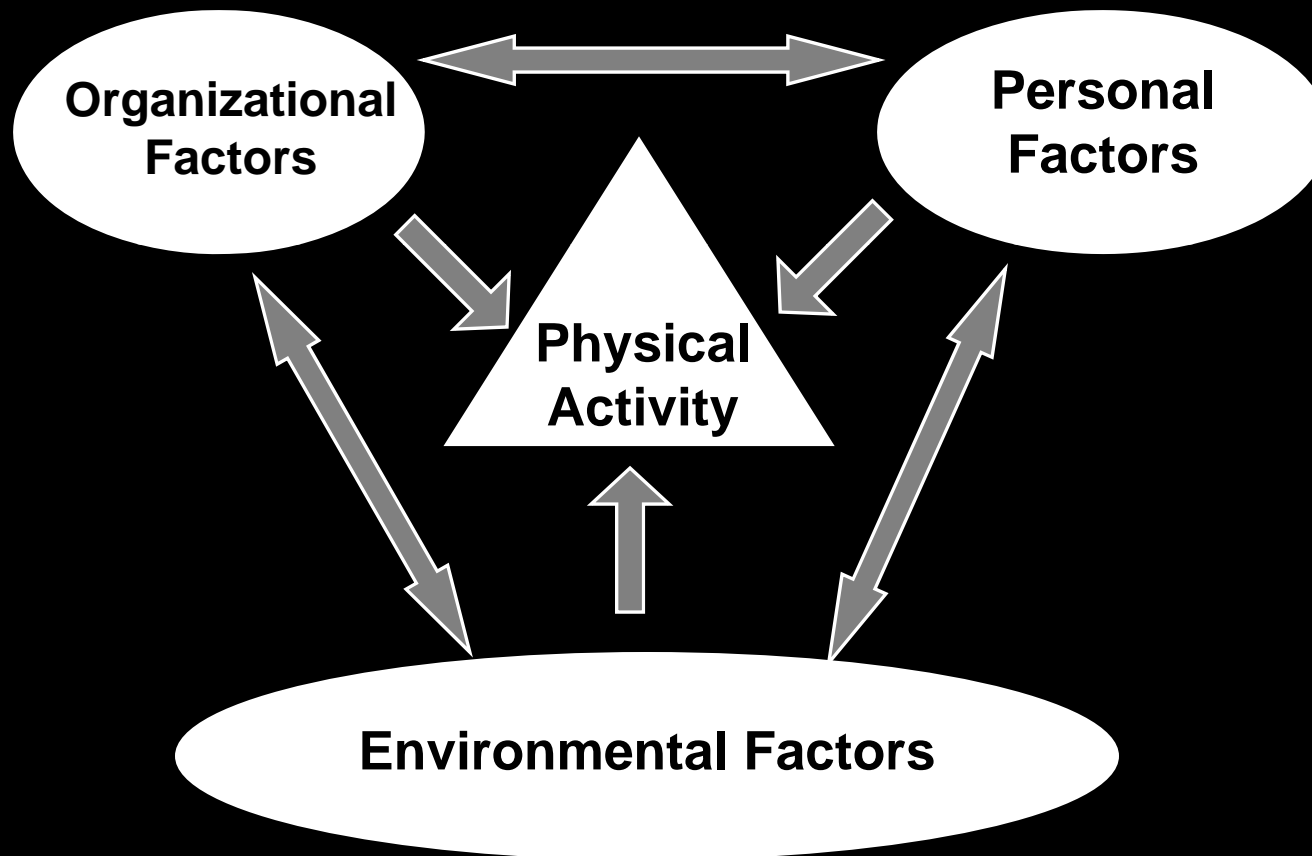 Organizational
Factors
Personal
Factors
Physical
Activity
Environmental Factors